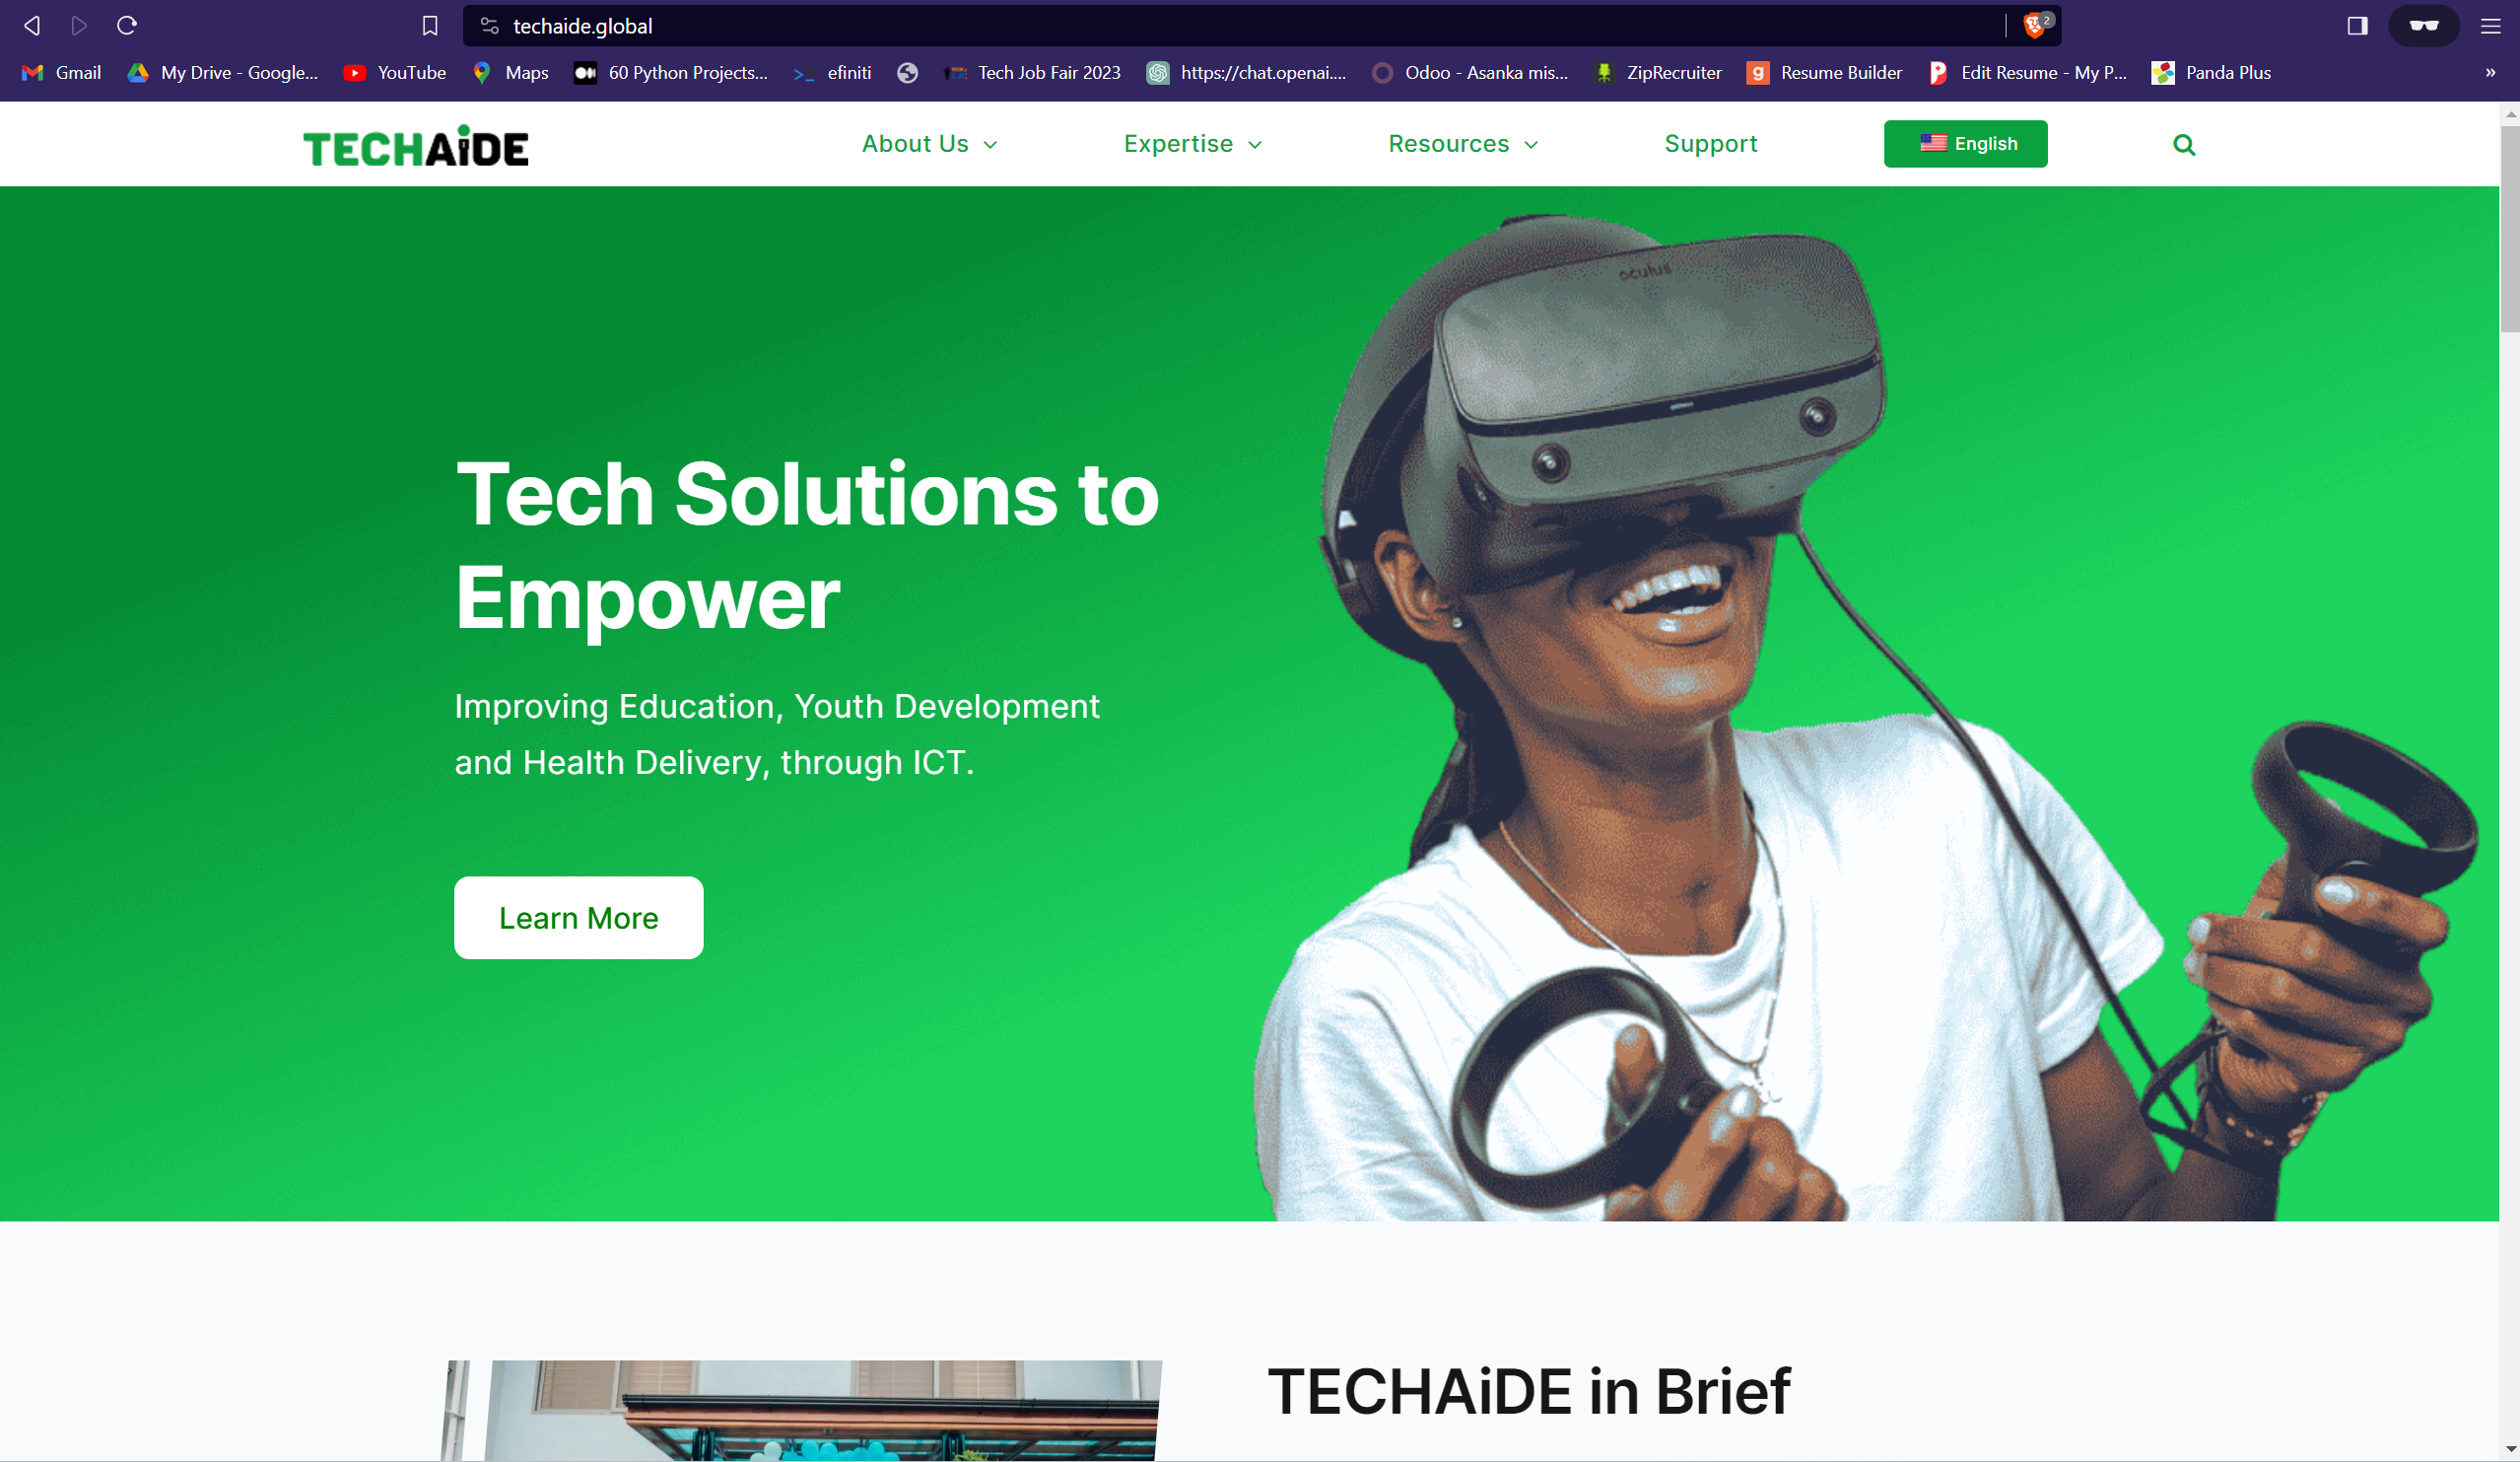 techaide.global
2
Gmail
My Drive - Google...
YouTube
Maps
60 Python Projects...
efiniti
Tech Job Fair 2023
https://chat.openai....
Odoo - Asanka mis...
ZipRecruiter
Resume Builder
Edit Resume - My P...
Panda Plus
»
TECHAiDE
About Us
Expertise
Resources
Support
English
oculus
Tech Solutions to
Empower
Improving Education, Youth Development
and Health Delivery, through ICT.
Learn More
TECHAiDE in Brief